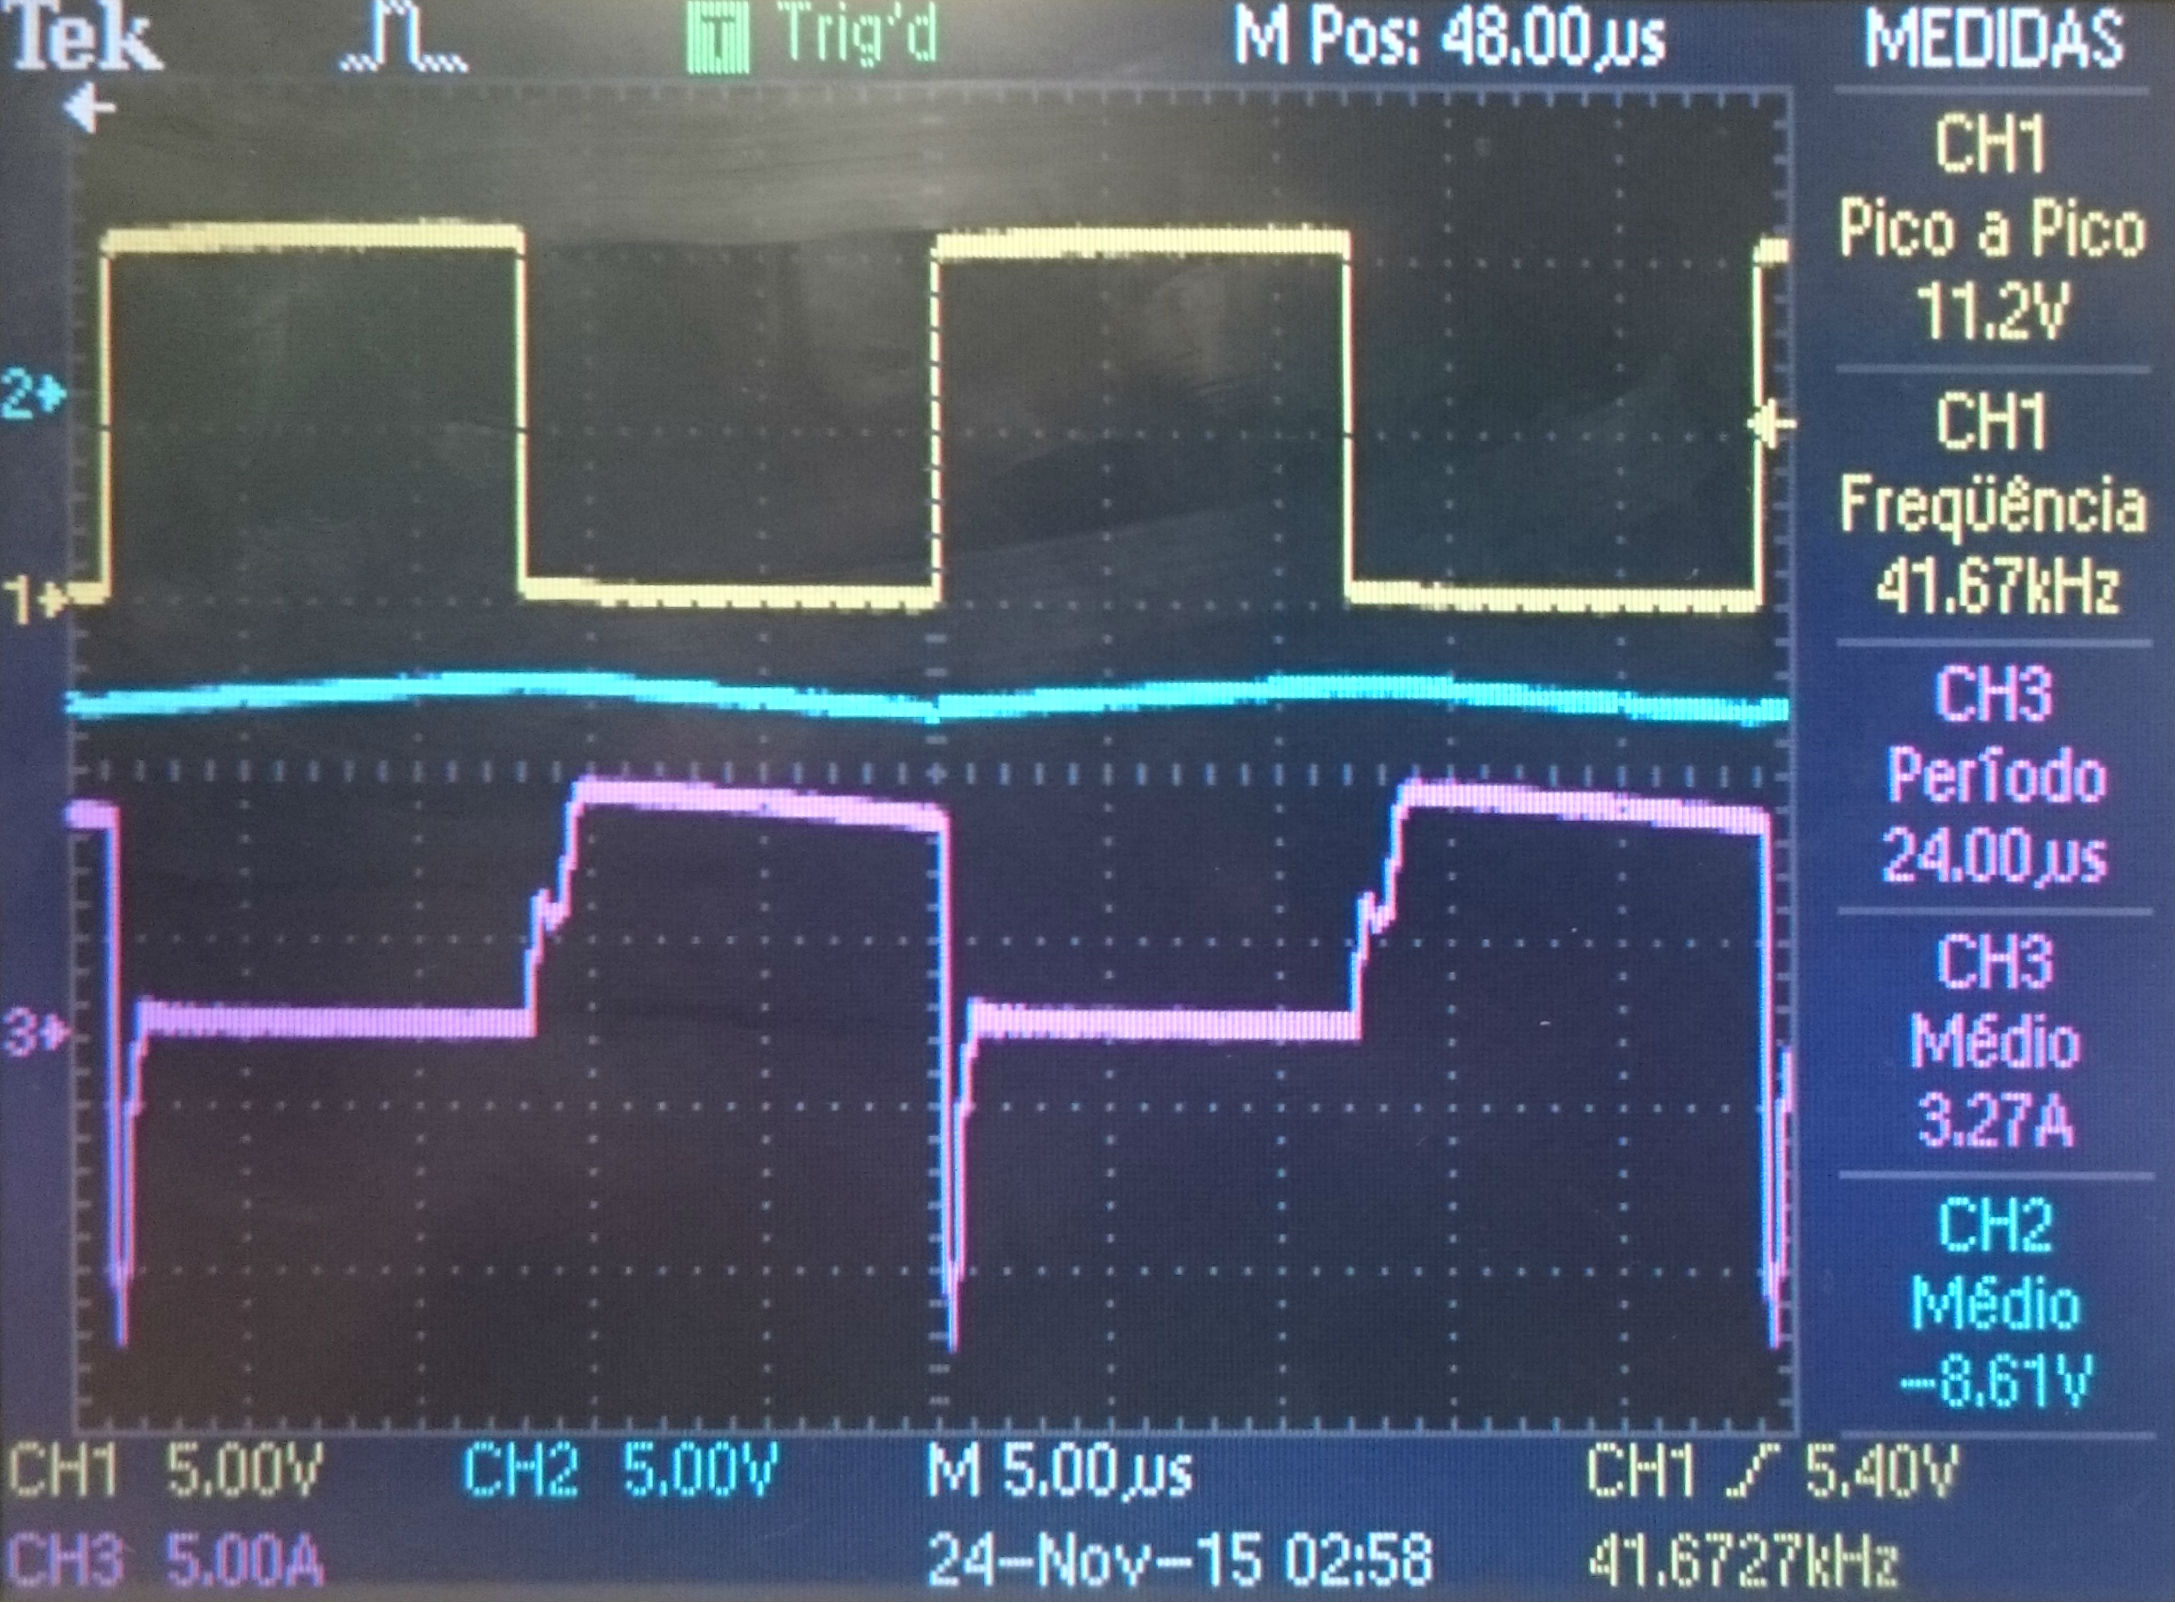 Tek Trig'd M Pos: 48.00µs MEDIDAS
CH1
Pico a Pico
11.2V
2
CH1
Freqüência
41.67kHz
1
CH3
Período
24.00µs
CH3
Médio
3.27A
3
CH2
Médio
-8.61V
CH1 5.00V CH2 5.00V M 5.00µs CH1 5.40V
CH3 5.00A 24-Nov-15 02:58 41.6727kHz